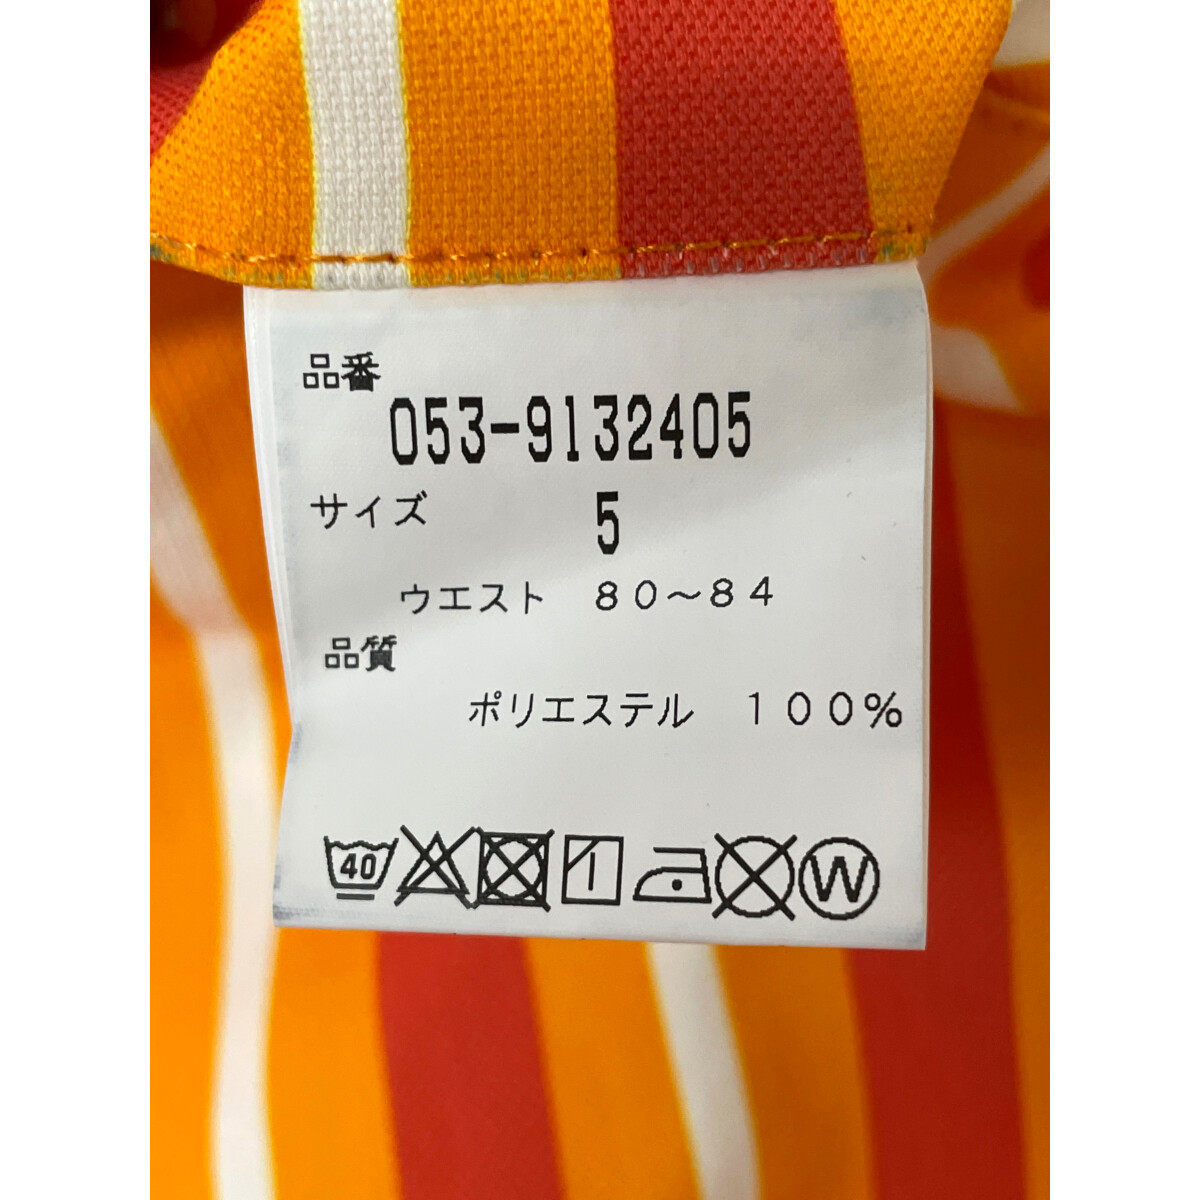 品番
053-9132405
サイズ 5
ウエスト 80～84
品質
ポリエステル 100%
40 W